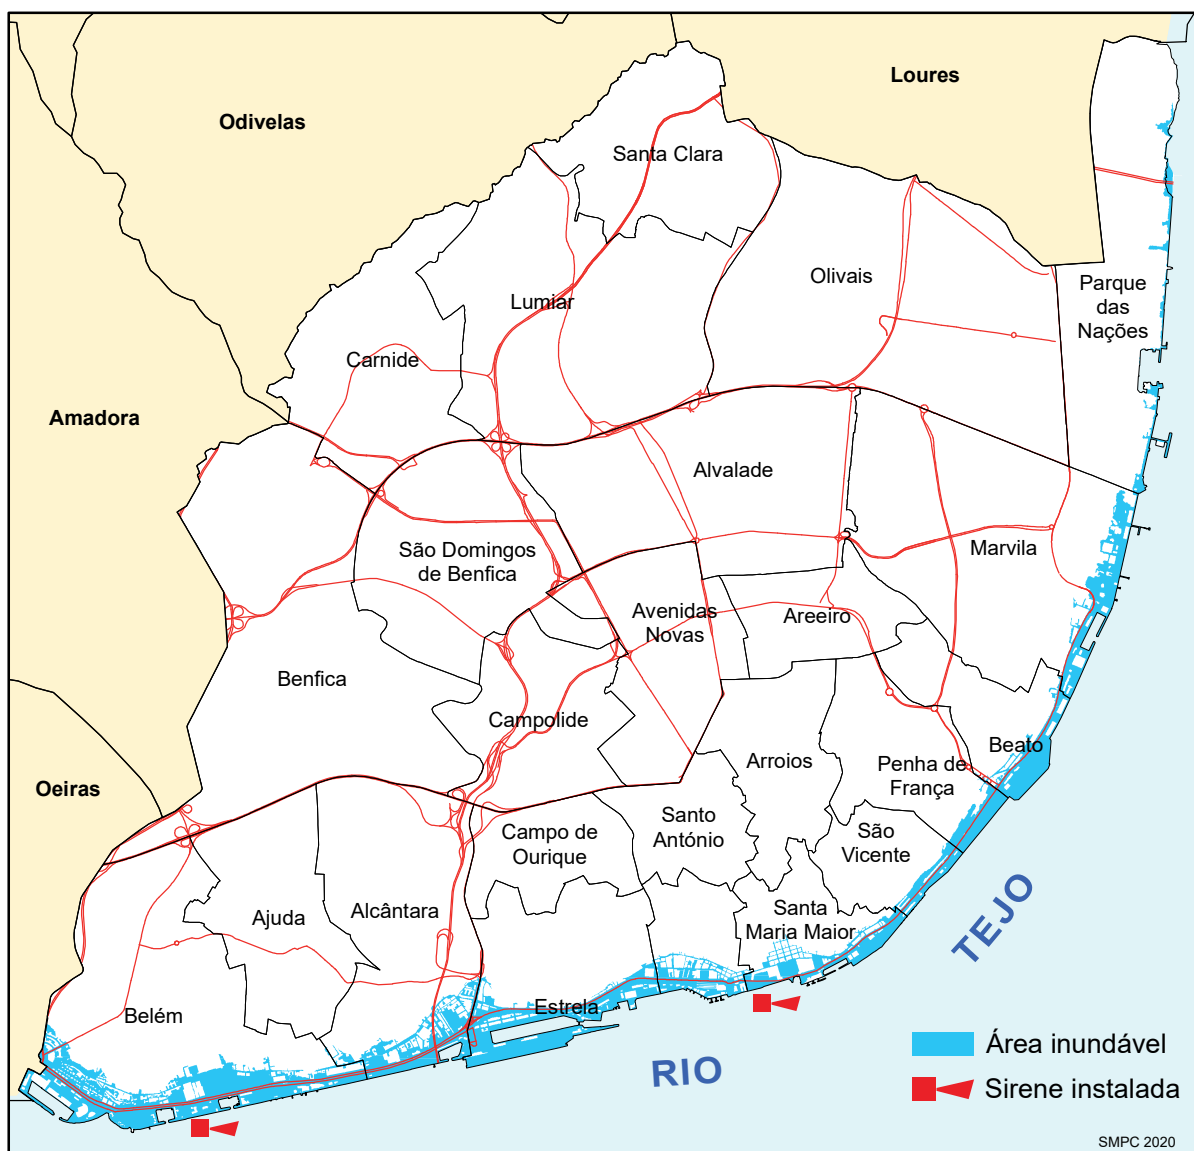 Loures
Odivelas
Santa Clara
Olivais
Parque
das
Nações
Lumiar
Carnide
Amadora
Alvalade
São Domingos
de Benfica
Marvila
Avenidas
Novas
Areeiro
Benfica
Campolide
Beato
Arroios
Penha de
França
Oeiras
Campo de
Ourique
Santo
António
São
Vicente
Ajuda
Alcântara
Santa
Maria Maior
TEJO
Belém
Estrela
RIO
Área inundável
Sirene instalada
SMPC 2020